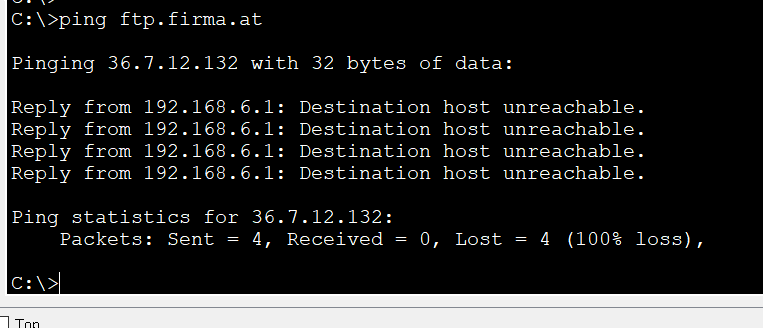 C:\>ping ftp.firma.at
Pinging 36.7.12.132 with 32 bytes of data:
Reply from 192.168.6.1: Destination host unreachable.
Reply from 192.168.6.1: Destination host unreachable.
Reply from 192.168.6.1: Destination host unreachable.
Reply from 192.168.6.1: Destination host unreachable.
Ping statistics for 36.7.12.132:
Packets: Sent = 4, Received = 0, Lost = 4 (100% loss),
C:\>
Top